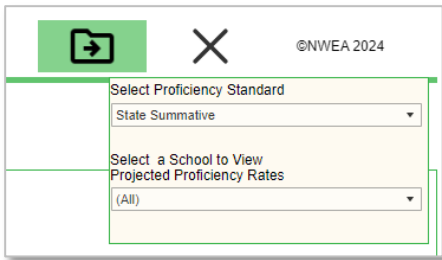 ©NWEA 2024
Select Proficiency Standard
State Summative
Select a School to View
Projected Proficiency Rates
(All)